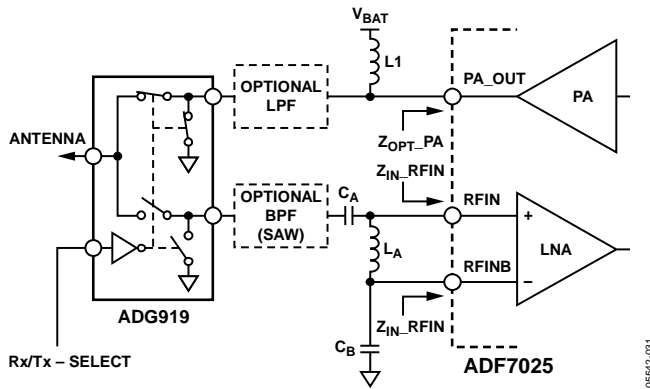 VBAT
L1
OPTIONAL
LPF
PA_OUT
PA
ZOPT_PA
ANTENNA
ZIN_RFIN
OPTIONAL
BPF
(SAW)
CA
RFIN
+
LA
LNA
RFINB
−
ADG919
ZIN_RFIN
CB
Rx/Tx – SELECT
ADF7025
05542-031